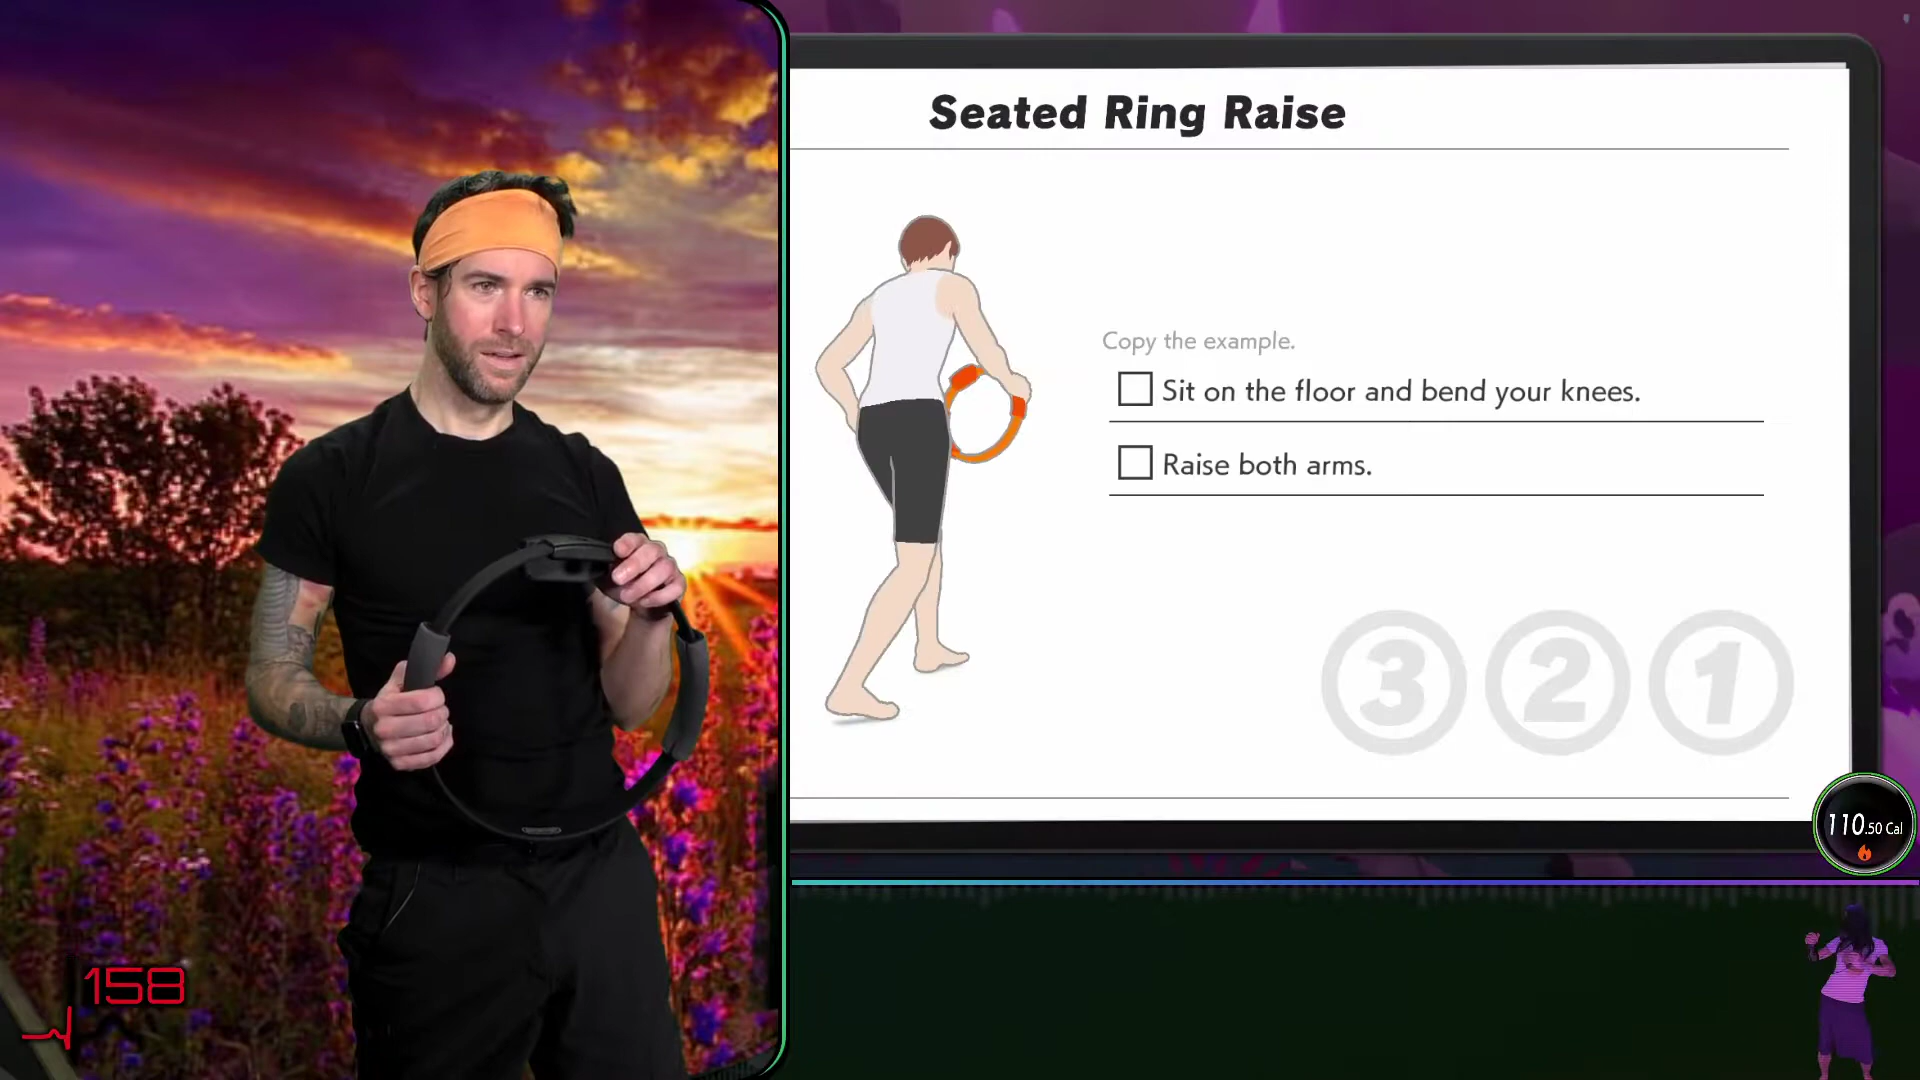 Seated Ring Raise
Copy the example.
Sit on the floor and bend your knees.
Raise both arms.
3 2 1
110.50 Cal
158